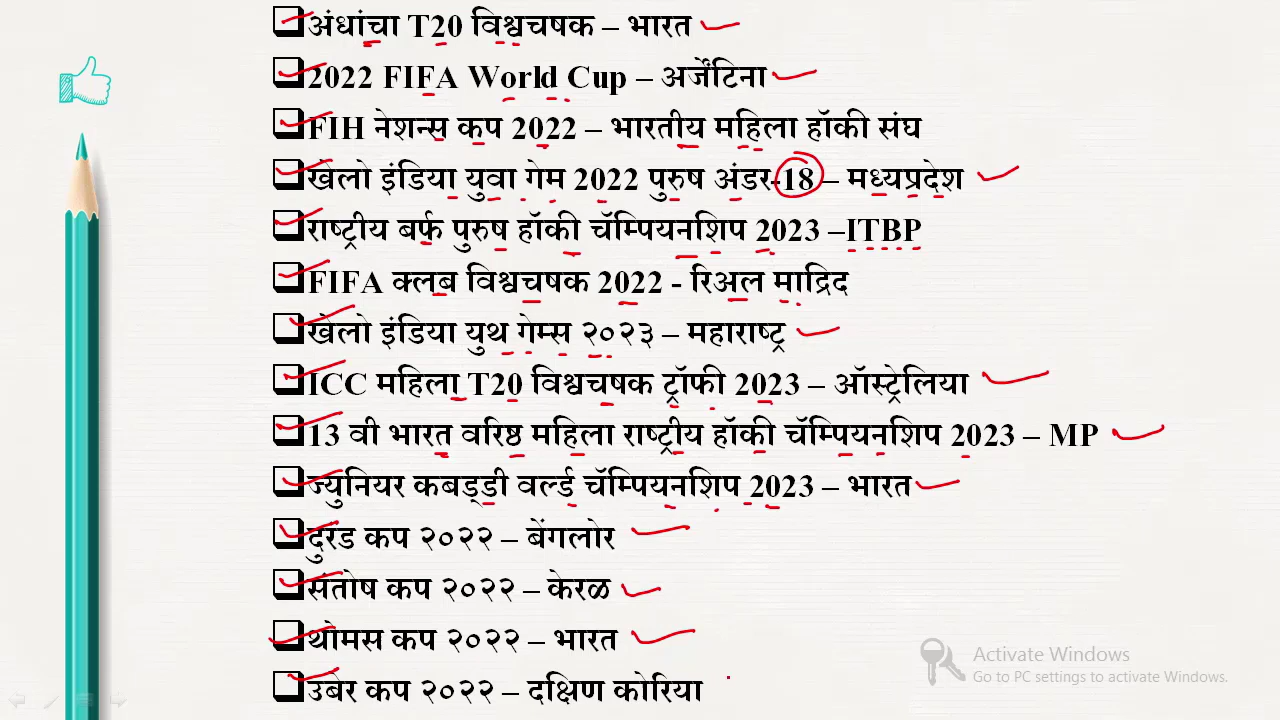 अंधांचा T20 विश्वचषक – भारत
2022 FIFA World Cup – अर्जेंटिना
FIH नेशन्स कप 2022 – भारतीय महिला हॉकी संघ
खेलो इंडिया युवा गेम 2022 पुरुष अंडर-18 – मध्यप्रदेश
राष्ट्रीय बर्फ पुरुष हॉकी चॅम्पियनशिप 2023 –ITBP
FIFA क्लब विश्वचषक 2022 - रिअल माद्रिद
खेलो इंडिया युथ गेम्स २०२३ – महाराष्ट्र
ICC महिला T20 विश्वचषक ट्रॉफी 2023 – ऑस्ट्रेलिया
13 वी भारत वरिष्ठ महिला राष्ट्रीय हॉकी चॅम्पियनशिप 2023 – MP
ज्युनियर कबड्डी वर्ल्ड चॅम्पियनशिप 2023 – भारत
दुरंड कप २०२२ – बेंगलोर
संतोष कप २०२२ – केरळ
थोमस कप २०२२ – भारत
उबेर कप २०२२ – दक्षिण कोरिया
Activate Windows
Go to PC settings to activate Windows.